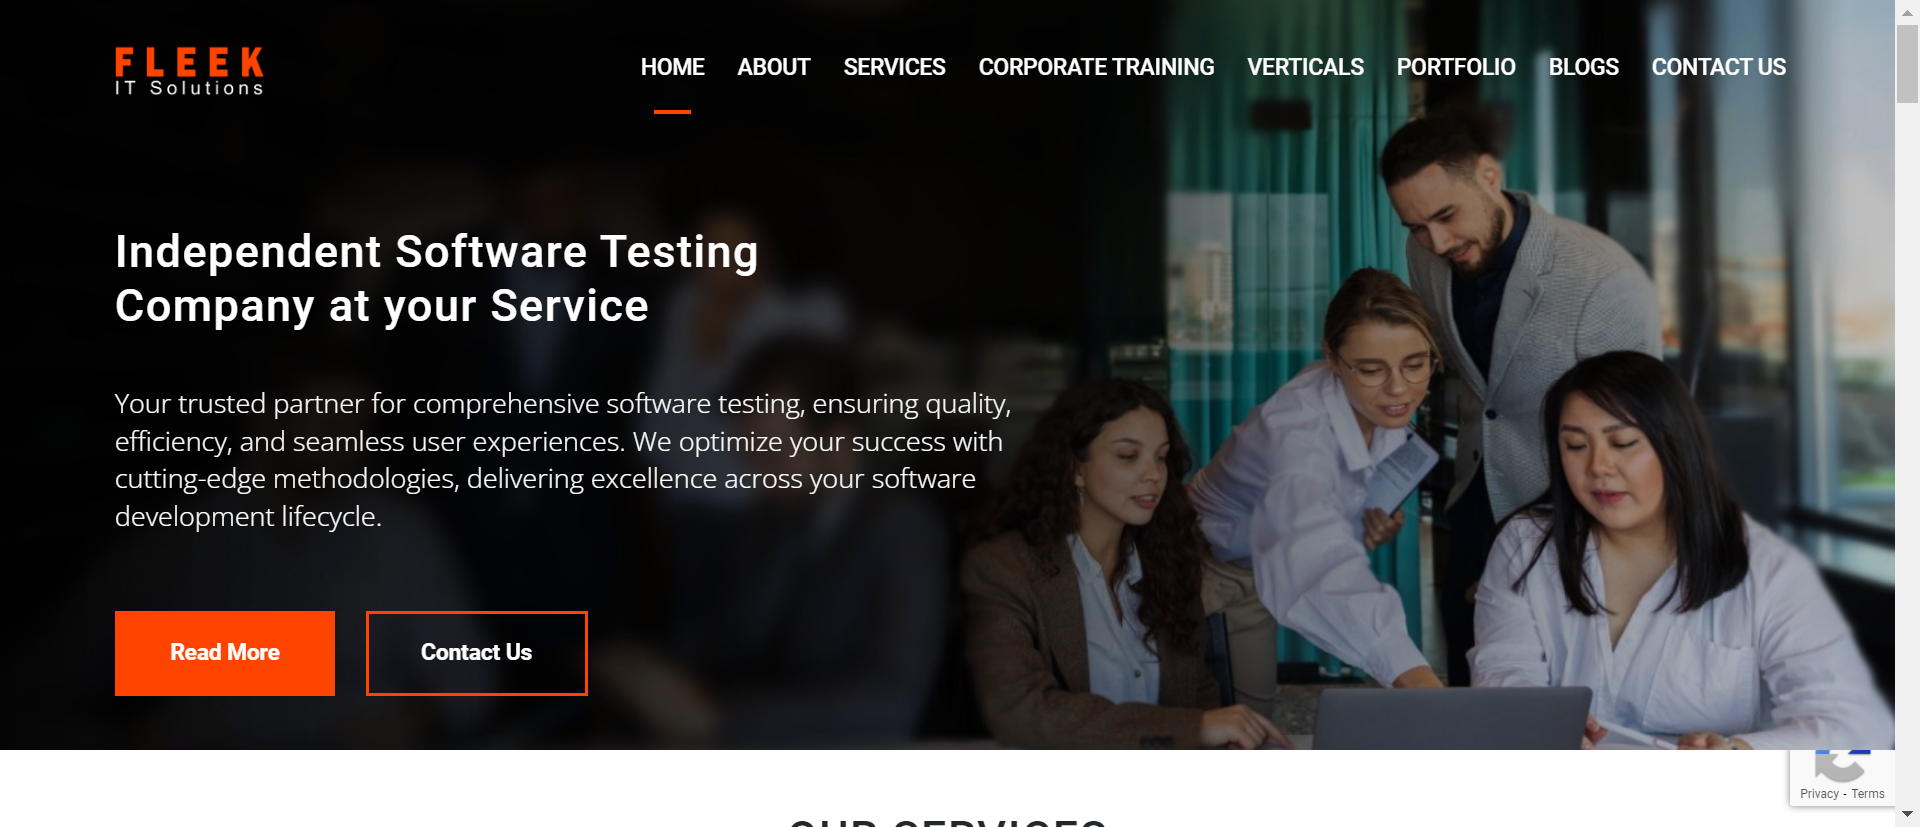 FLEEK
IT Solutions
HOME ABOUT SERVICES CORPORATE TRAINING VERTICALS PORTFOLIO BLOGS CONTACT US
Independent Software Testing
Company at your Service
Your trusted partner for comprehensive software testing, ensuring quality,
efficiency, and seamless user experiences. We optimize your success with
cutting-edge methodologies, delivering excellence across your software
development lifecycle.
Read More
Contact Us
Privacy - Terms
OUR SERVICES